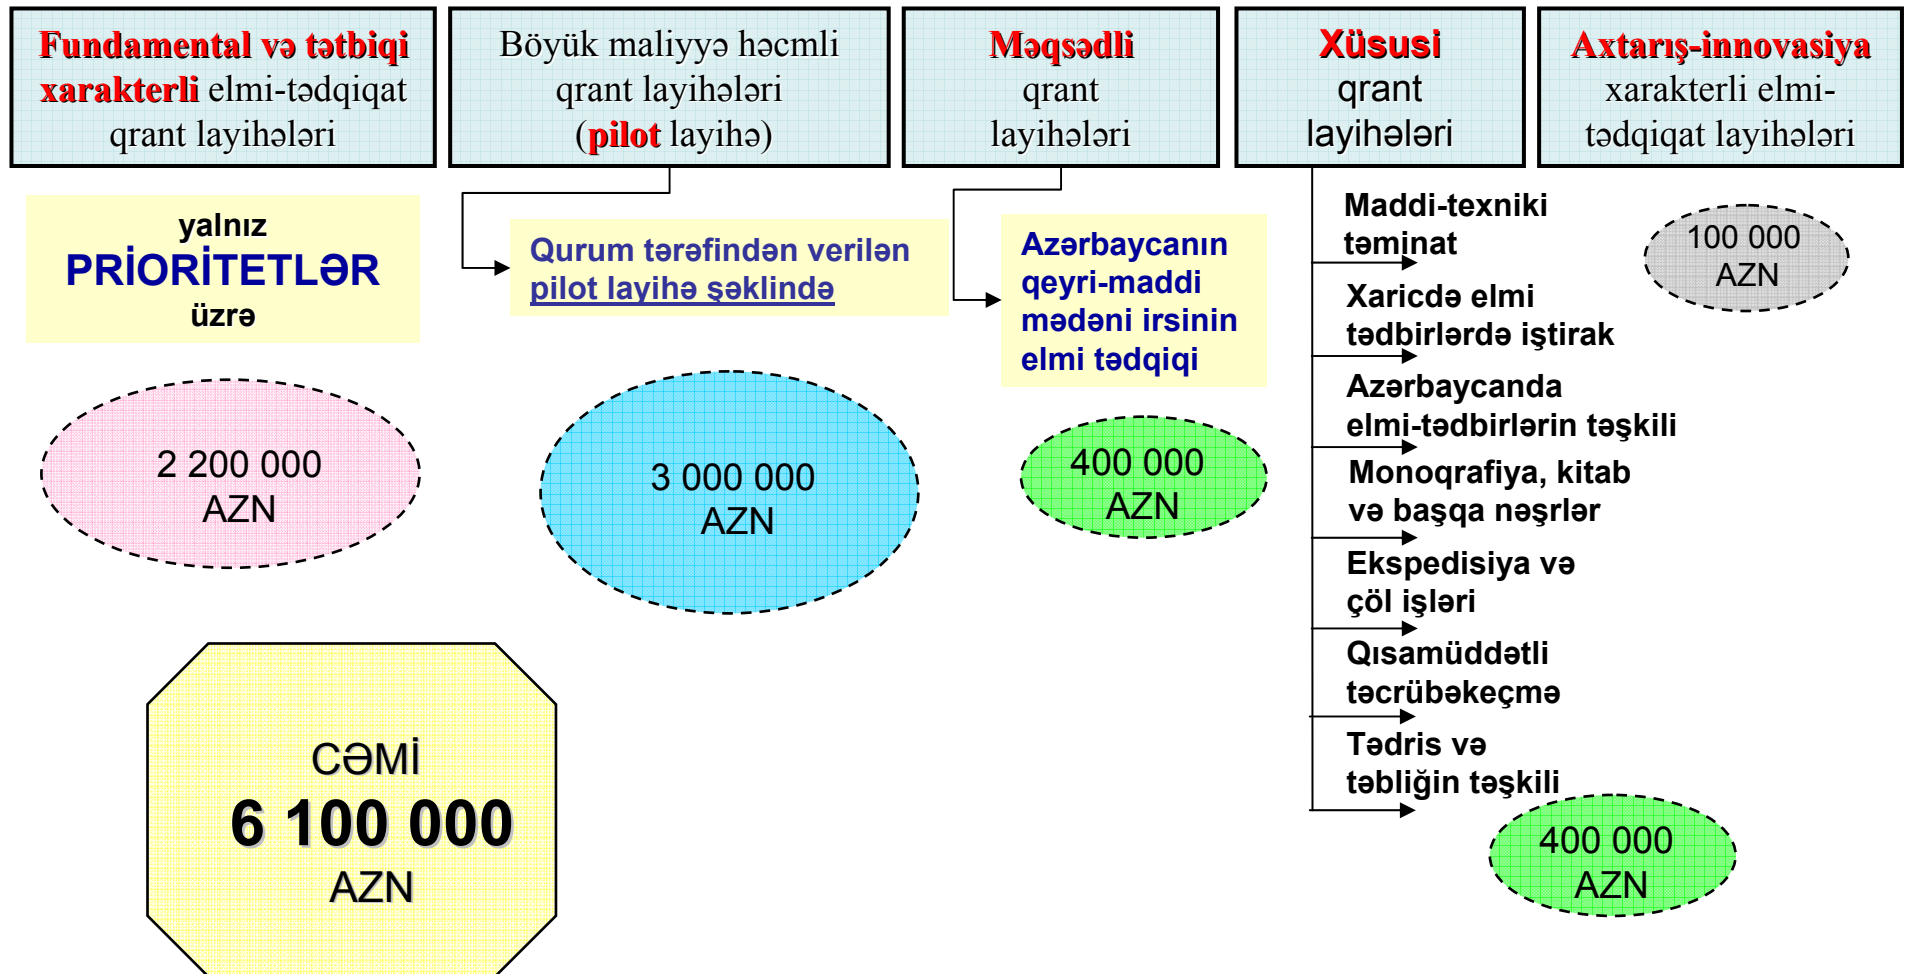 Fundamental və tətbiqi
xarakterli elmi-tədqiqat
qrant layihələri
Böyük maliyyə həcmli
qrant layihələri
(pilot layihə)
Məqsədli
qrant
layihələri
Xüsusi
qrant
layihələri
Axtarış-innovasiya
xarakterli elmi-
tədqiqat layihələri
yalnız
PRİORİTETLƏR
üzrə
Qurum tərəfindən verilən
pilot layihə şəklində
Azərbaycanın
qeyri-maddi
mədəni irsinin
elmi tədqiqi
Maddi-texniki
təminat
Xaricdə elmi
tədbirlərdə iştirak
Azərbaycanda
elmi-tədbirlərin təşkili
Monoqrafiya, kitab
və başqa nəşrlər
Ekspedisiya və
çöl işləri
Qısamüddətli
təcrübəkeçmə
Tədris və
təbliğin təşkili
100 000
AZN
2 200 000
AZN
3 000 000
AZN
400 000
AZN
400 000
AZN
CƏMİ
6 100 000
AZN